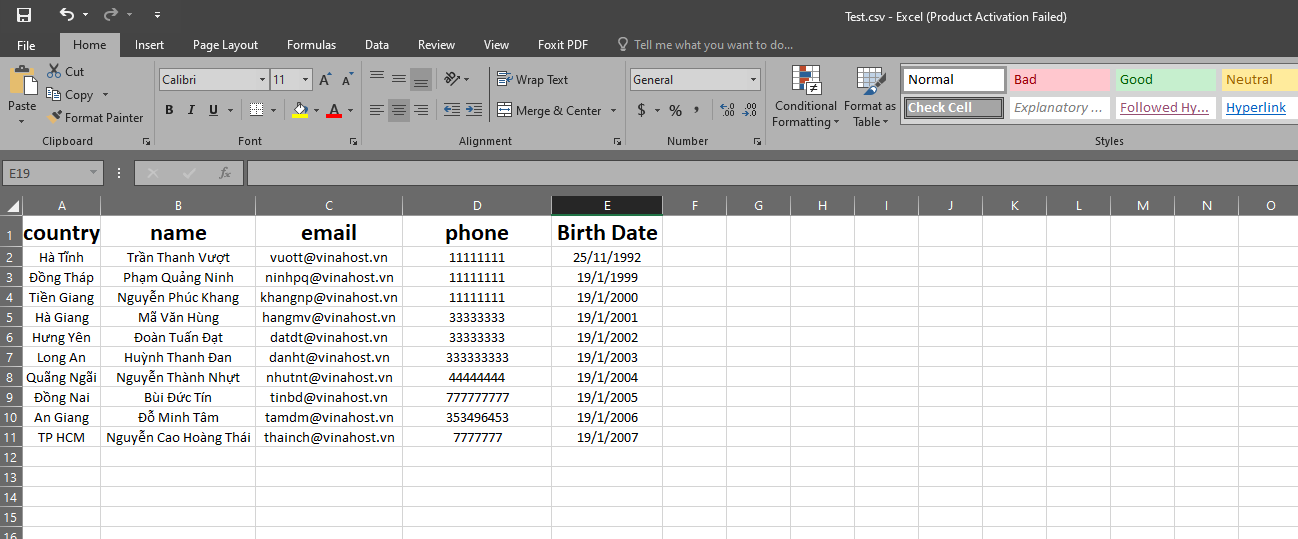 Test.csv - Excel (Product Activation Failed)
File Home Insert Page Layout Formulas Data Review View Foxit PDF Tell me what you want to do...
Paste
Cut
Copy
Format Painter
Clipboard
Calibri 11
B I U
Font
Wrap Text
Merge & Center
Alignment
General
$ % ,
Number
Conditional Formatting
Format as Table
Normal Bad Good Neutral
Check Cell Explanatory ... Followed Hy... Hyperlink
Styles
E19 fx
A B C D E F G H I J K L M N O
1 country name email phone Birth Date
2 Hà Tĩnh Trần Thanh Vượt vuott@vinahost.vn 11111111 25/11/1992
3 Đồng Tháp Phạm Quảng Ninh ninhpq@vinahost.vn 11111111 19/1/1999
4 Tiền Giang Nguyễn Phúc Khang khangnp@vinahost.vn 11111111 19/1/2000
5 Hà Giang Mã Văn Hùng hangmv@vinahost.vn 33333333 19/1/2001
6 Hưng Yên Đoàn Tuấn Đạt datdt@vinahost.vn 33333333 19/1/2002
7 Long An Huỳnh Thanh Đan danht@vinahost.vn 333333333 19/1/2003
8 Quãng Ngãi Nguyễn Thành Nhựt nhutnt@vinahost.vn 44444444 19/1/2004
9 Đồng Nai Bùi Đức Tín tinbd@vinahost.vn 777777777 19/1/2005
10 An Giang Đỗ Minh Tâm tamdm@vinahost.vn 353496453 19/1/2006
11 TP HCM Nguyễn Cao Hoàng Thái thainch@vinahost.vn 7777777 19/1/2007
12
13
14
15
16